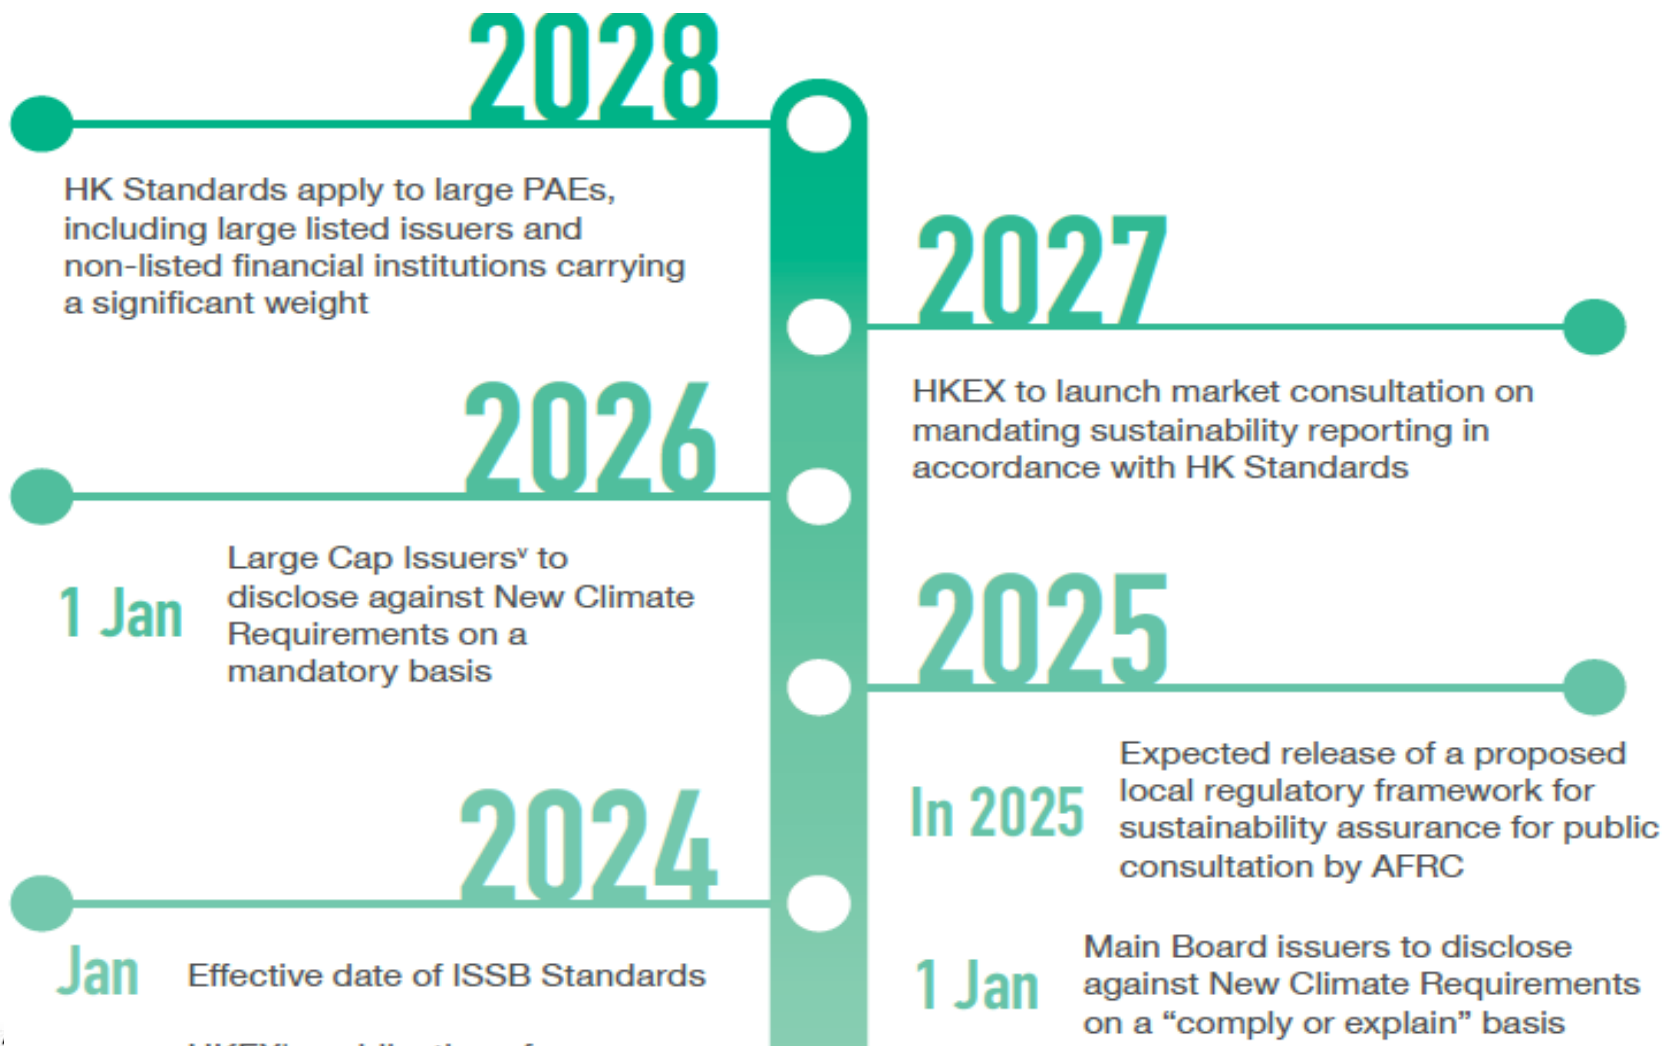 2028
HK Standards apply to large PAEs,
including large listed issuers and
non-listed financial institutions carrying
a significant weight
2027
HKEX to launch market consultation on
mandating sustainability reporting in
accordance with HK Standards
2026
1 Jan
Large Cap Issuersᵛ to
disclose against New Climate
Requirements on a
mandatory basis
2025
In 2025
Expected release of a proposed
local regulatory framework for
sustainability assurance for public
consultation by AFRC
1 Jan
Main Board issuers to disclose
against New Climate Requirements
on a “comply or explain” basis
2024
Jan
Effective date of ISSB Standards